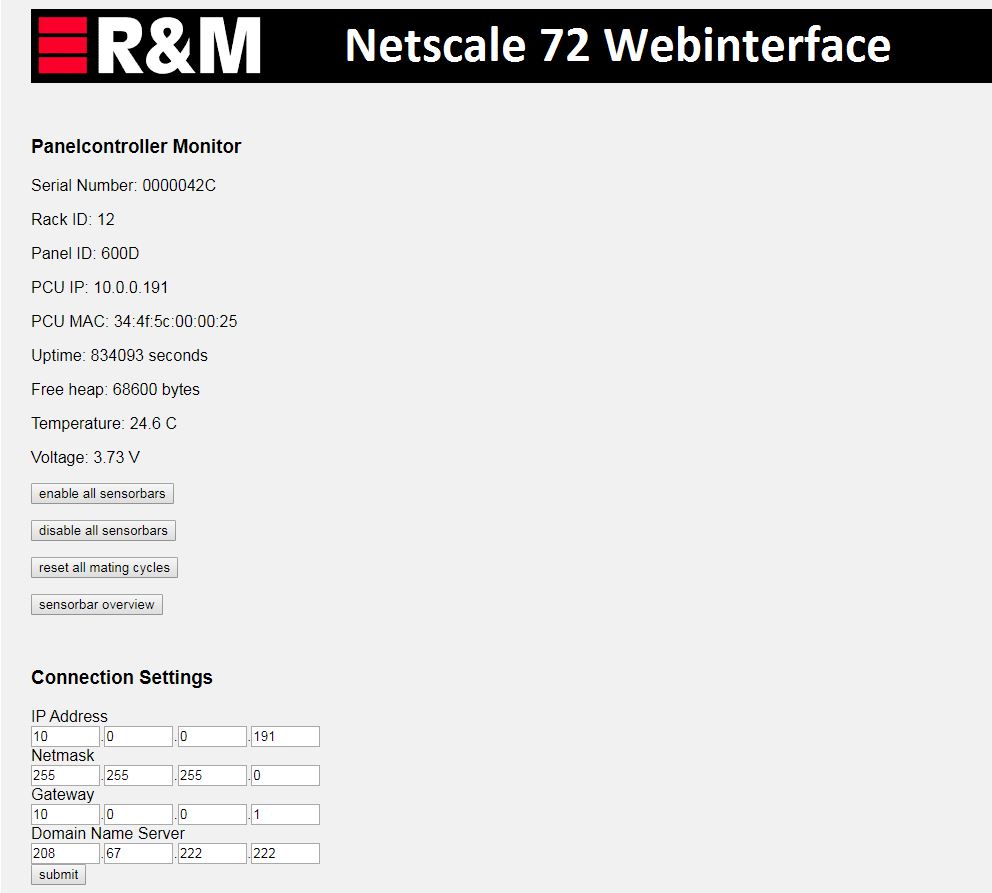 R&M Netscale 72 Webinterface
Panelcontroller Monitor
Serial Number: 0000042C
Rack ID: 12
Panel ID: 600D
PCU IP: 10.0.0.191
PCU MAC: 34:4f:5c:00:00:25
Uptime: 834093 seconds
Free heap: 68600 bytes
Temperature: 24.6 C
Voltage: 3.73 V
enable all sensorbars
disable all sensorbars
reset all mating cycles
sensorbar overview
Connection Settings
IP Address
10 . 0 . 0 . 191
Netmask
255 . 255 . 255 . 0
Gateway
10 . 0 . 0 . 1
Domain Name Server
208 . 67 . 222 . 222
submit